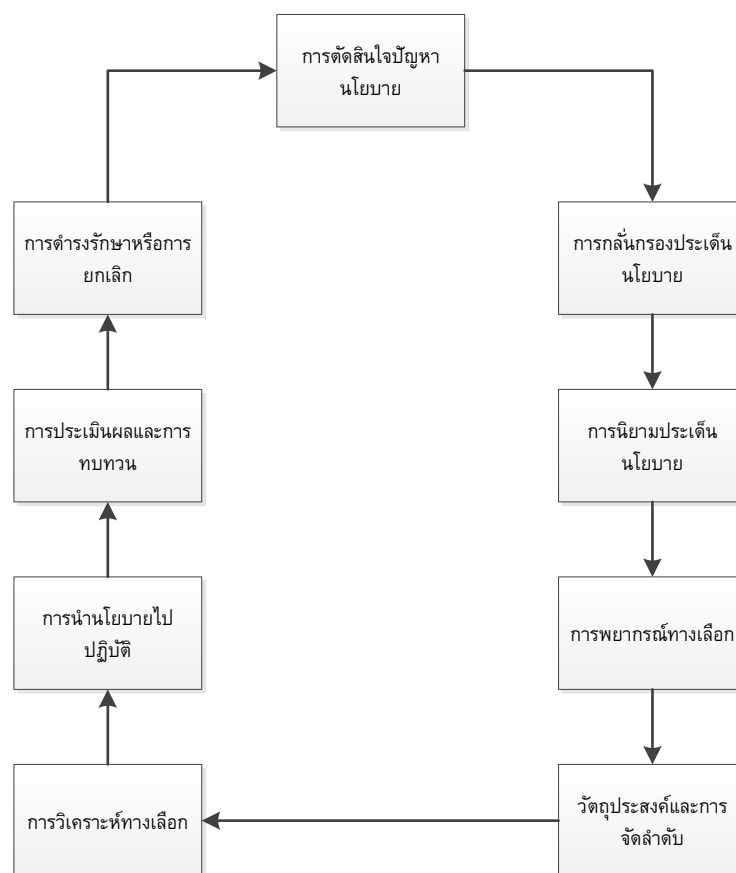 การตัดสินใจปัญหา
นโยบาย
การดำรงรักษาหรือการ
ยกเลิก
การกลั่นกรองประเด็น
นโยบาย
การประเมินผลและการ
ทบทวน
การนิยามประเด็น
นโยบาย
การนำนโยบายไป
ปฏิบัติ
การพยากรณ์ทางเลือก
การวิเคราะห์ทางเลือก
วัตถุประสงค์และการ
จัดลำดับ